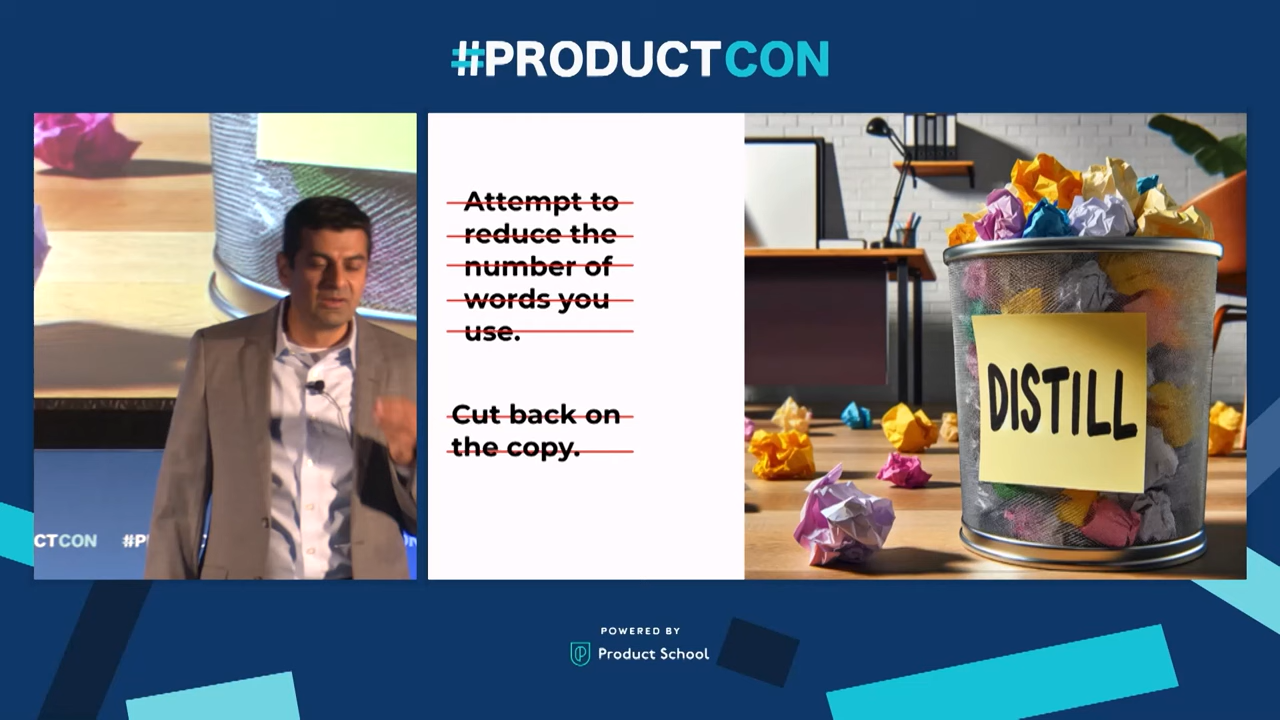 #PRODUCTCON
Attempt to
reduce the
number of
words you
use.
Cut back on
the copy.
DISTILL
CTCON #P
ON
POWERED BY
Product School